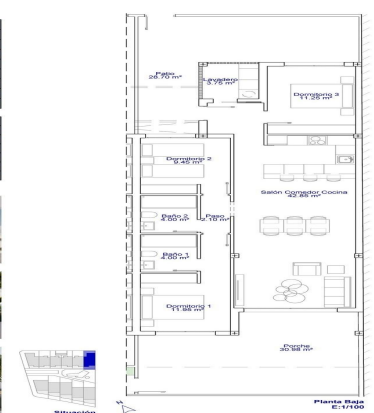 Patio
28.70 m²
Lavadero
3.75 m²
Dormitorio 3
11.25 m²
Dormitorio 2
9.45 m²
Salón Comedor Cocina
42.85 m²
Baño 2
4.00 m²
Paso
2.10 m²
Baño 1
4.00 m²
Dormitorio 1
11.95 m²
Porche
30.98 m²
Planta Baja
E:1/100
Situación